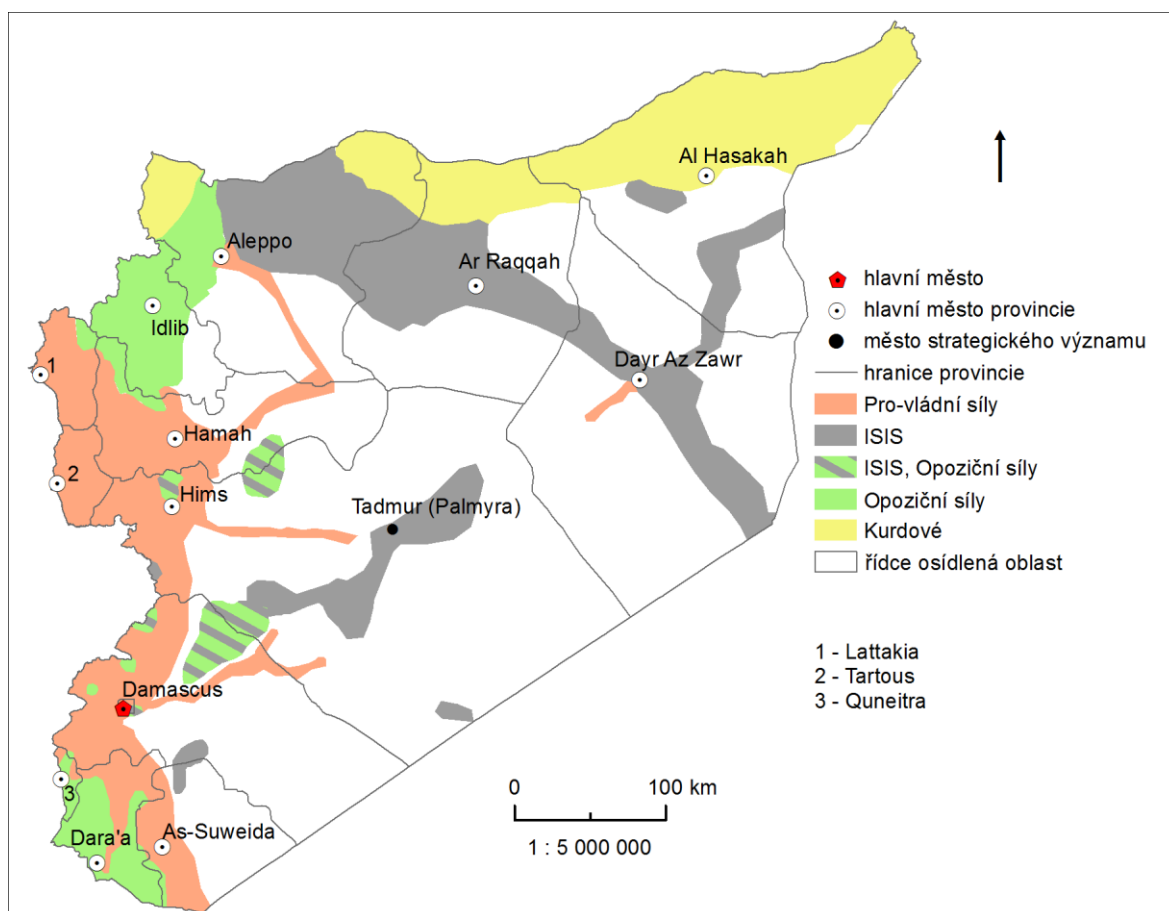 Al Hasakah
Aleppo
Ar Raqqah
Idlib
1
Dayr Az Zawr
Hamah
2
Hims
Tadmur (Palmyra)
Damascus
3
Dara'a
As-Suweida
hlavní město
hlavní město provincie
město strategického významu
hranice provincie
Pro-vládní síly
ISIS
ISIS, Opoziční síly
Opoziční síly
Kurdové
řídce osídlená oblast
1 - Lattakia
2 - Tartous
3 - Quneitra
0 100 km
1 : 5 000 000